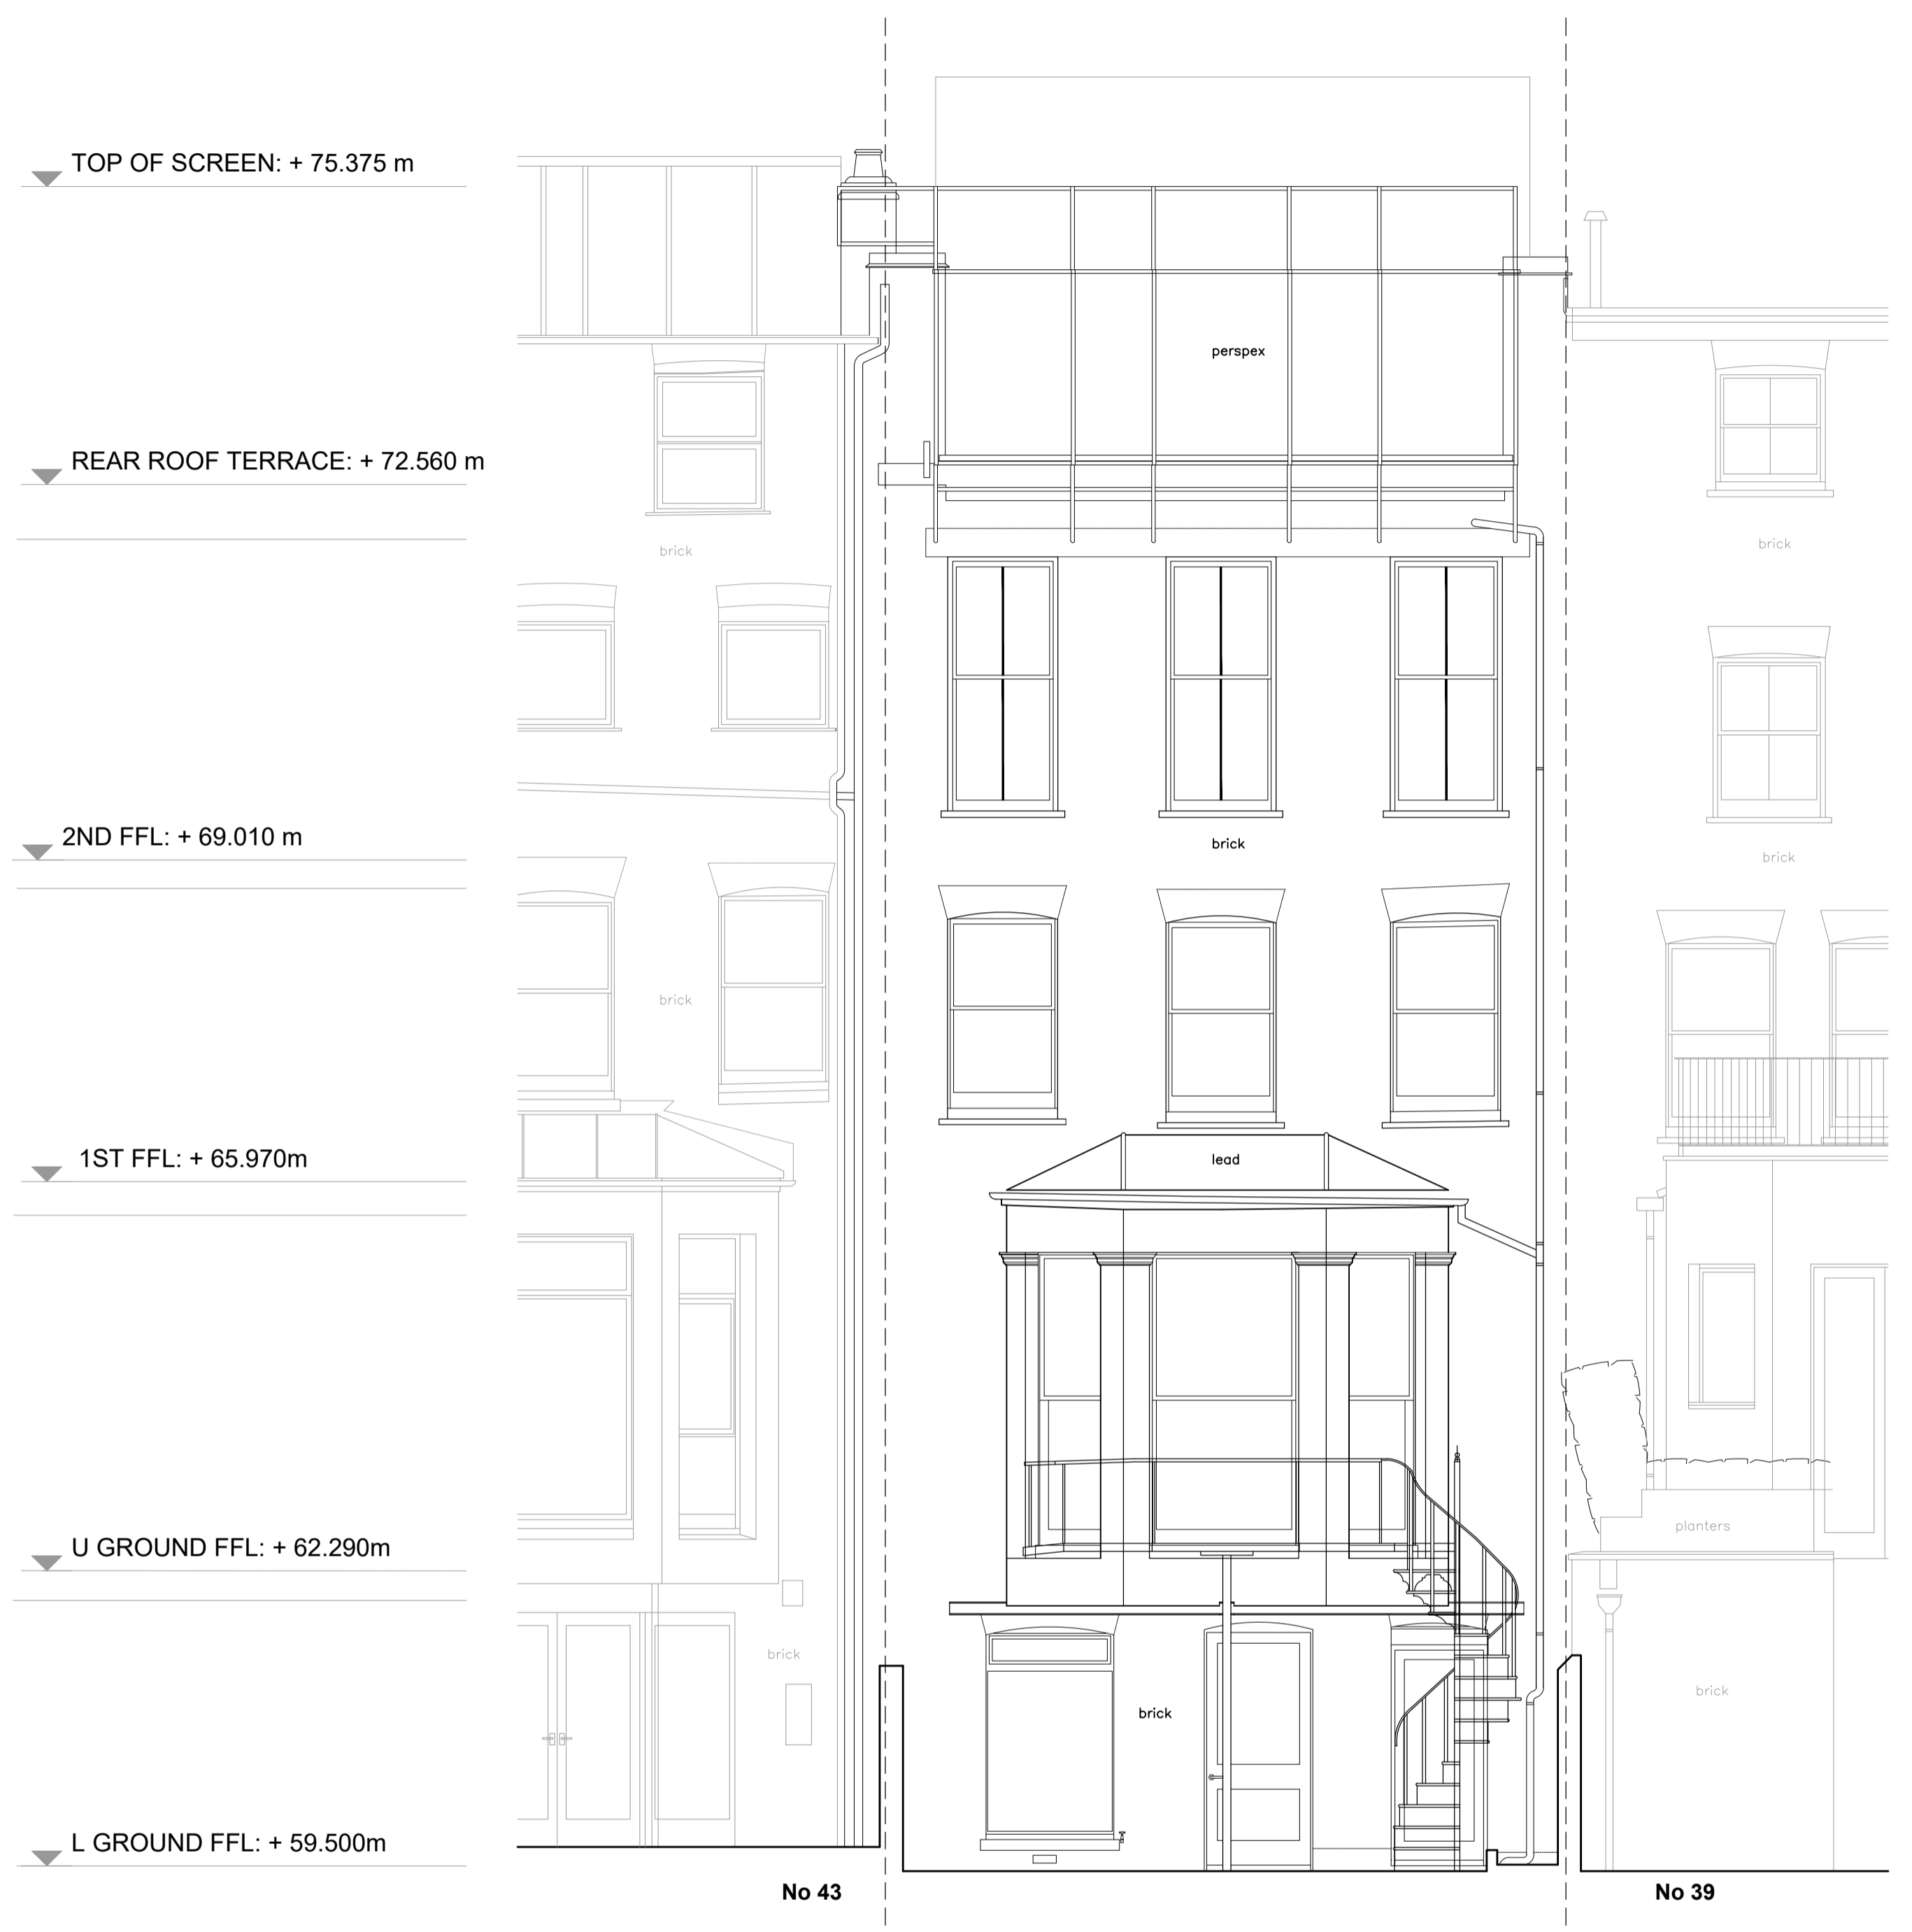 TOP OF SCREEN: + 75.375 m
perspex
REAR ROOF TERRACE: + 72.560 m
brick
brick
2ND FFL: + 69.010 m
brick
brick
brick
1ST FFL: + 65.970m
lead
planters
U GROUND FFL: + 62.290m
brick
brick
brick
L GROUND FFL: + 59.500m
No 43
No 39